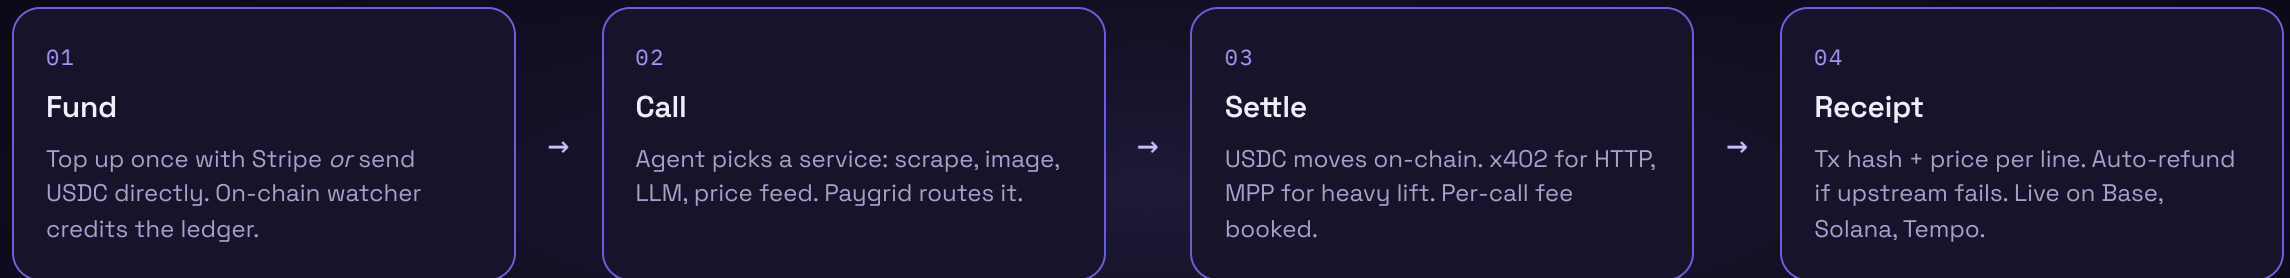 01
Fund
Top up once with Stripe or send
USDC directly. On-chain watcher
credits the ledger.
→
02
Call
Agent picks a service: scrape, image,
LLM, price feed. Paygrid routes it.
→
03
Settle
USDC moves on-chain. x402 for HTTP,
MPP for heavy lift. Per-call fee
booked.
→
04
Receipt
Tx hash + price per line. Auto-refund
if upstream fails. Live on Base,
Solana, Tempo.